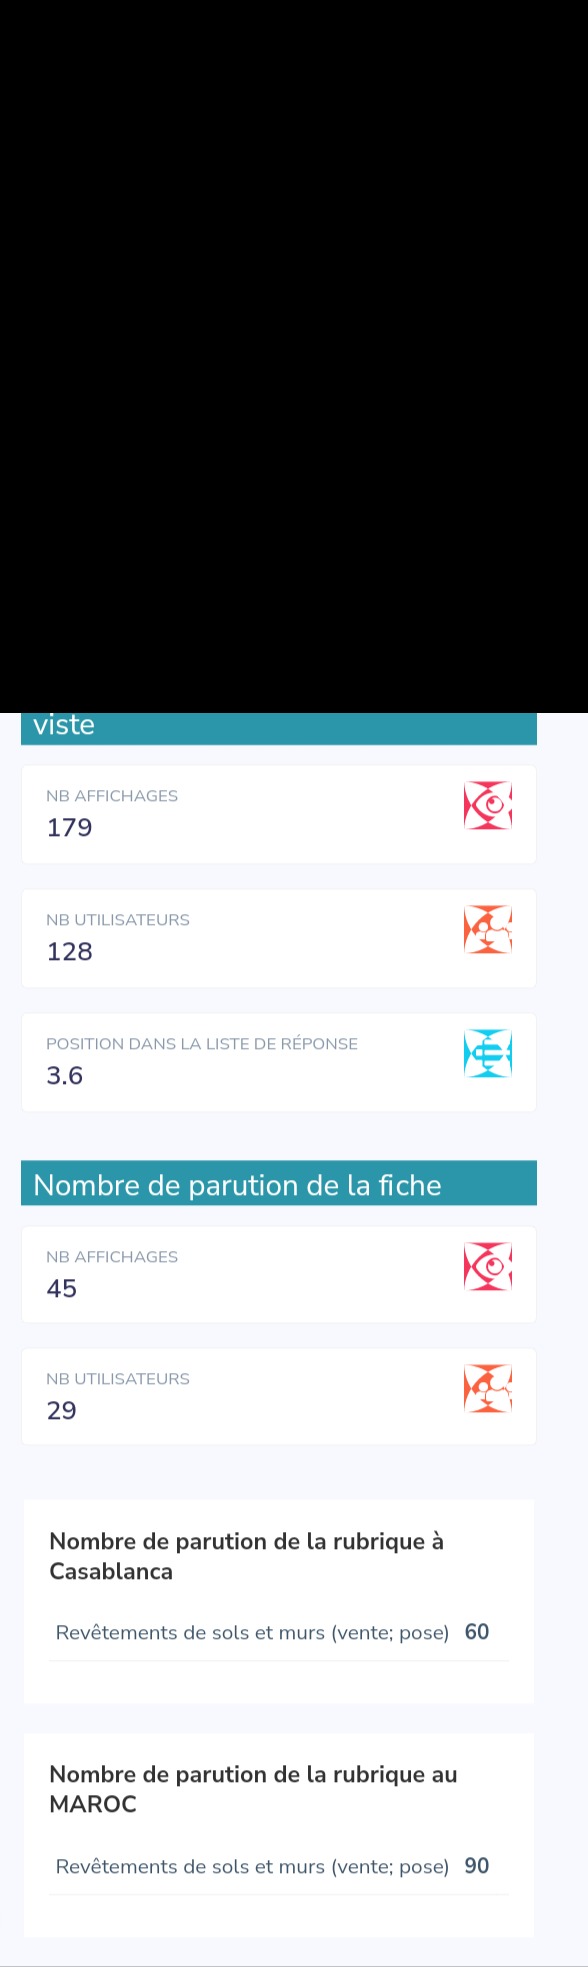 viste
NB AFFICHAGES
179
NB UTILISATEURS
128
POSITION DANS LA LISTE DE RÉPONSE
3.6
Nombre de parution de la fiche
NB AFFICHAGES
45
NB UTILISATEURS
29
Nombre de parution de la rubrique à
Casablanca
Revêtements de sols et murs (vente; pose) 60
Nombre de parution de la rubrique au
MAROC
Revêtements de sols et murs (vente; pose) 90